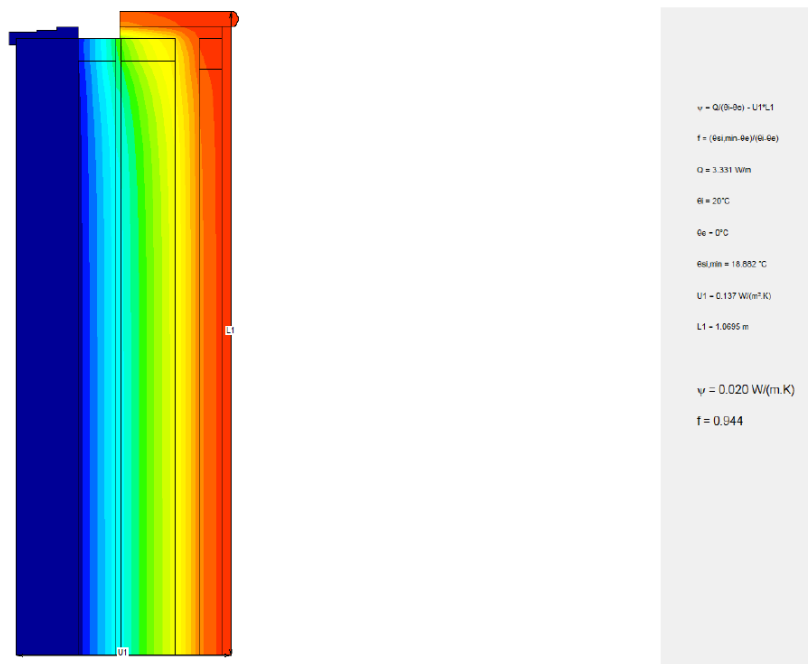 ψ = Q/(θi-θe) - U1*L1
f = (θsi,min-θe)/(θi-θe)
Q = 3.331 W/m
θi = 20°C
θe = 0°C
θsi,min = 18.882 °C
U1 = 0.137 W/(m².K)
L1
L1 = 1.0695 m
ψ = 0.020 W/(m.K)
f = 0.944
U1